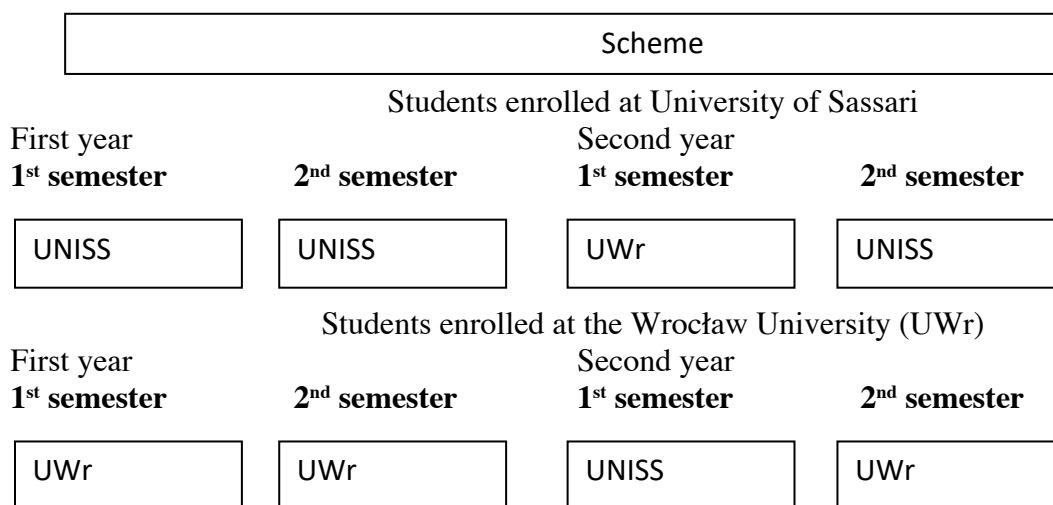 Scheme
Students enrolled at University of Sassari
First year Second year
1st semester 2nd semester 1st semester 2nd semester
UNISS UNISS UWr UNISS
Students enrolled at the Wrocław University (UWr)
First year Second year
1st semester 2nd semester 1st semester 2nd semester
UWr UWr UNISS UWr